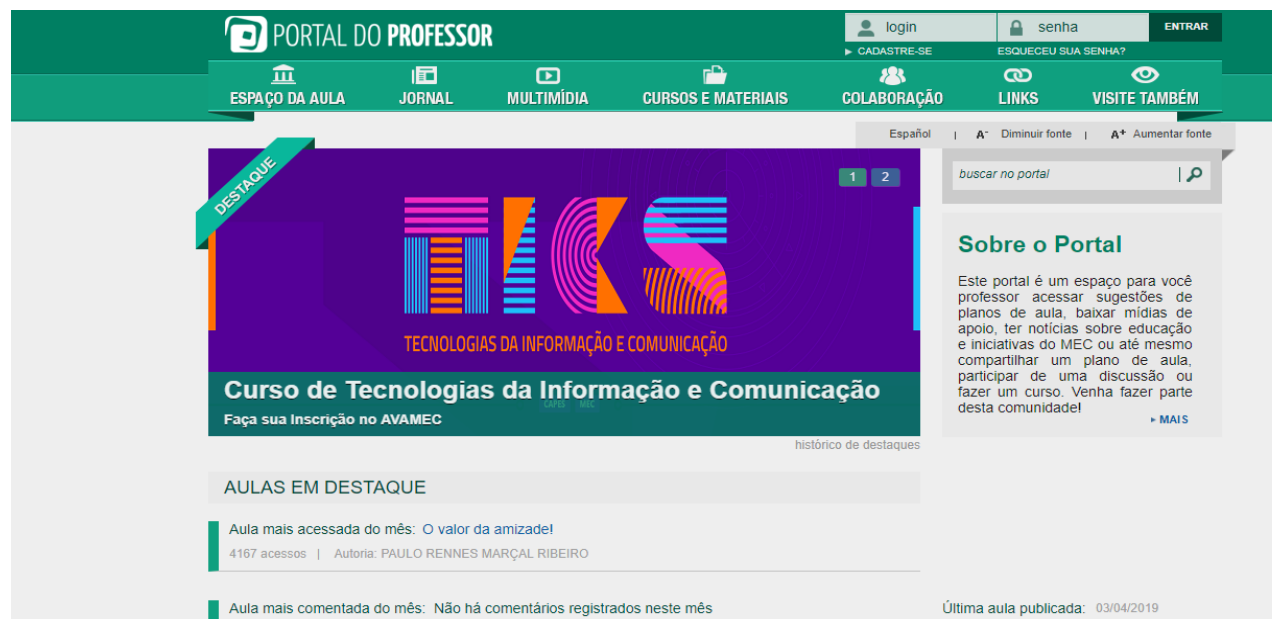 PORTAL DO PROFESSOR
login
senha
ENTRAR
► CADASTRE-SE
ESQUECEU SUA SENHA?
ESPAÇO DA AULA
JORNAL
MULTIMÍDIA
CURSOS E MATERIAIS
COLABORAÇÃO
LINKS
VISITE TAMBÉM
Español | A- Diminuir fonte | A+ Aumentar fonte
DESTAQUE
1 2
TICS
TECNOLOGIAS DA INFORMAÇÃO E COMUNICAÇÃO
CAPES MEC
Curso de Tecnologias da Informação e Comunicação
Faça sua Inscrição no AVAMEC
histórico de destaques
buscar no portal
Sobre o Portal
Este portal é um espaço para você
professor acessar sugestões de
planos de aula, baixar mídias de
apoio, ter notícias sobre educação
e iniciativas do MEC ou até mesmo
compartilhar um plano de aula,
participar de uma discussão ou
fazer um curso. Venha fazer parte
desta comunidade!
► MAIS
AULAS EM DESTAQUE
Aula mais acessada do mês: O valor da amizade!
4167 acessos | Autoria: PAULO RENNES MARÇAL RIBEIRO
Aula mais comentada do mês: Não há comentários registrados neste mês
Última aula publicada: 03/04/2019